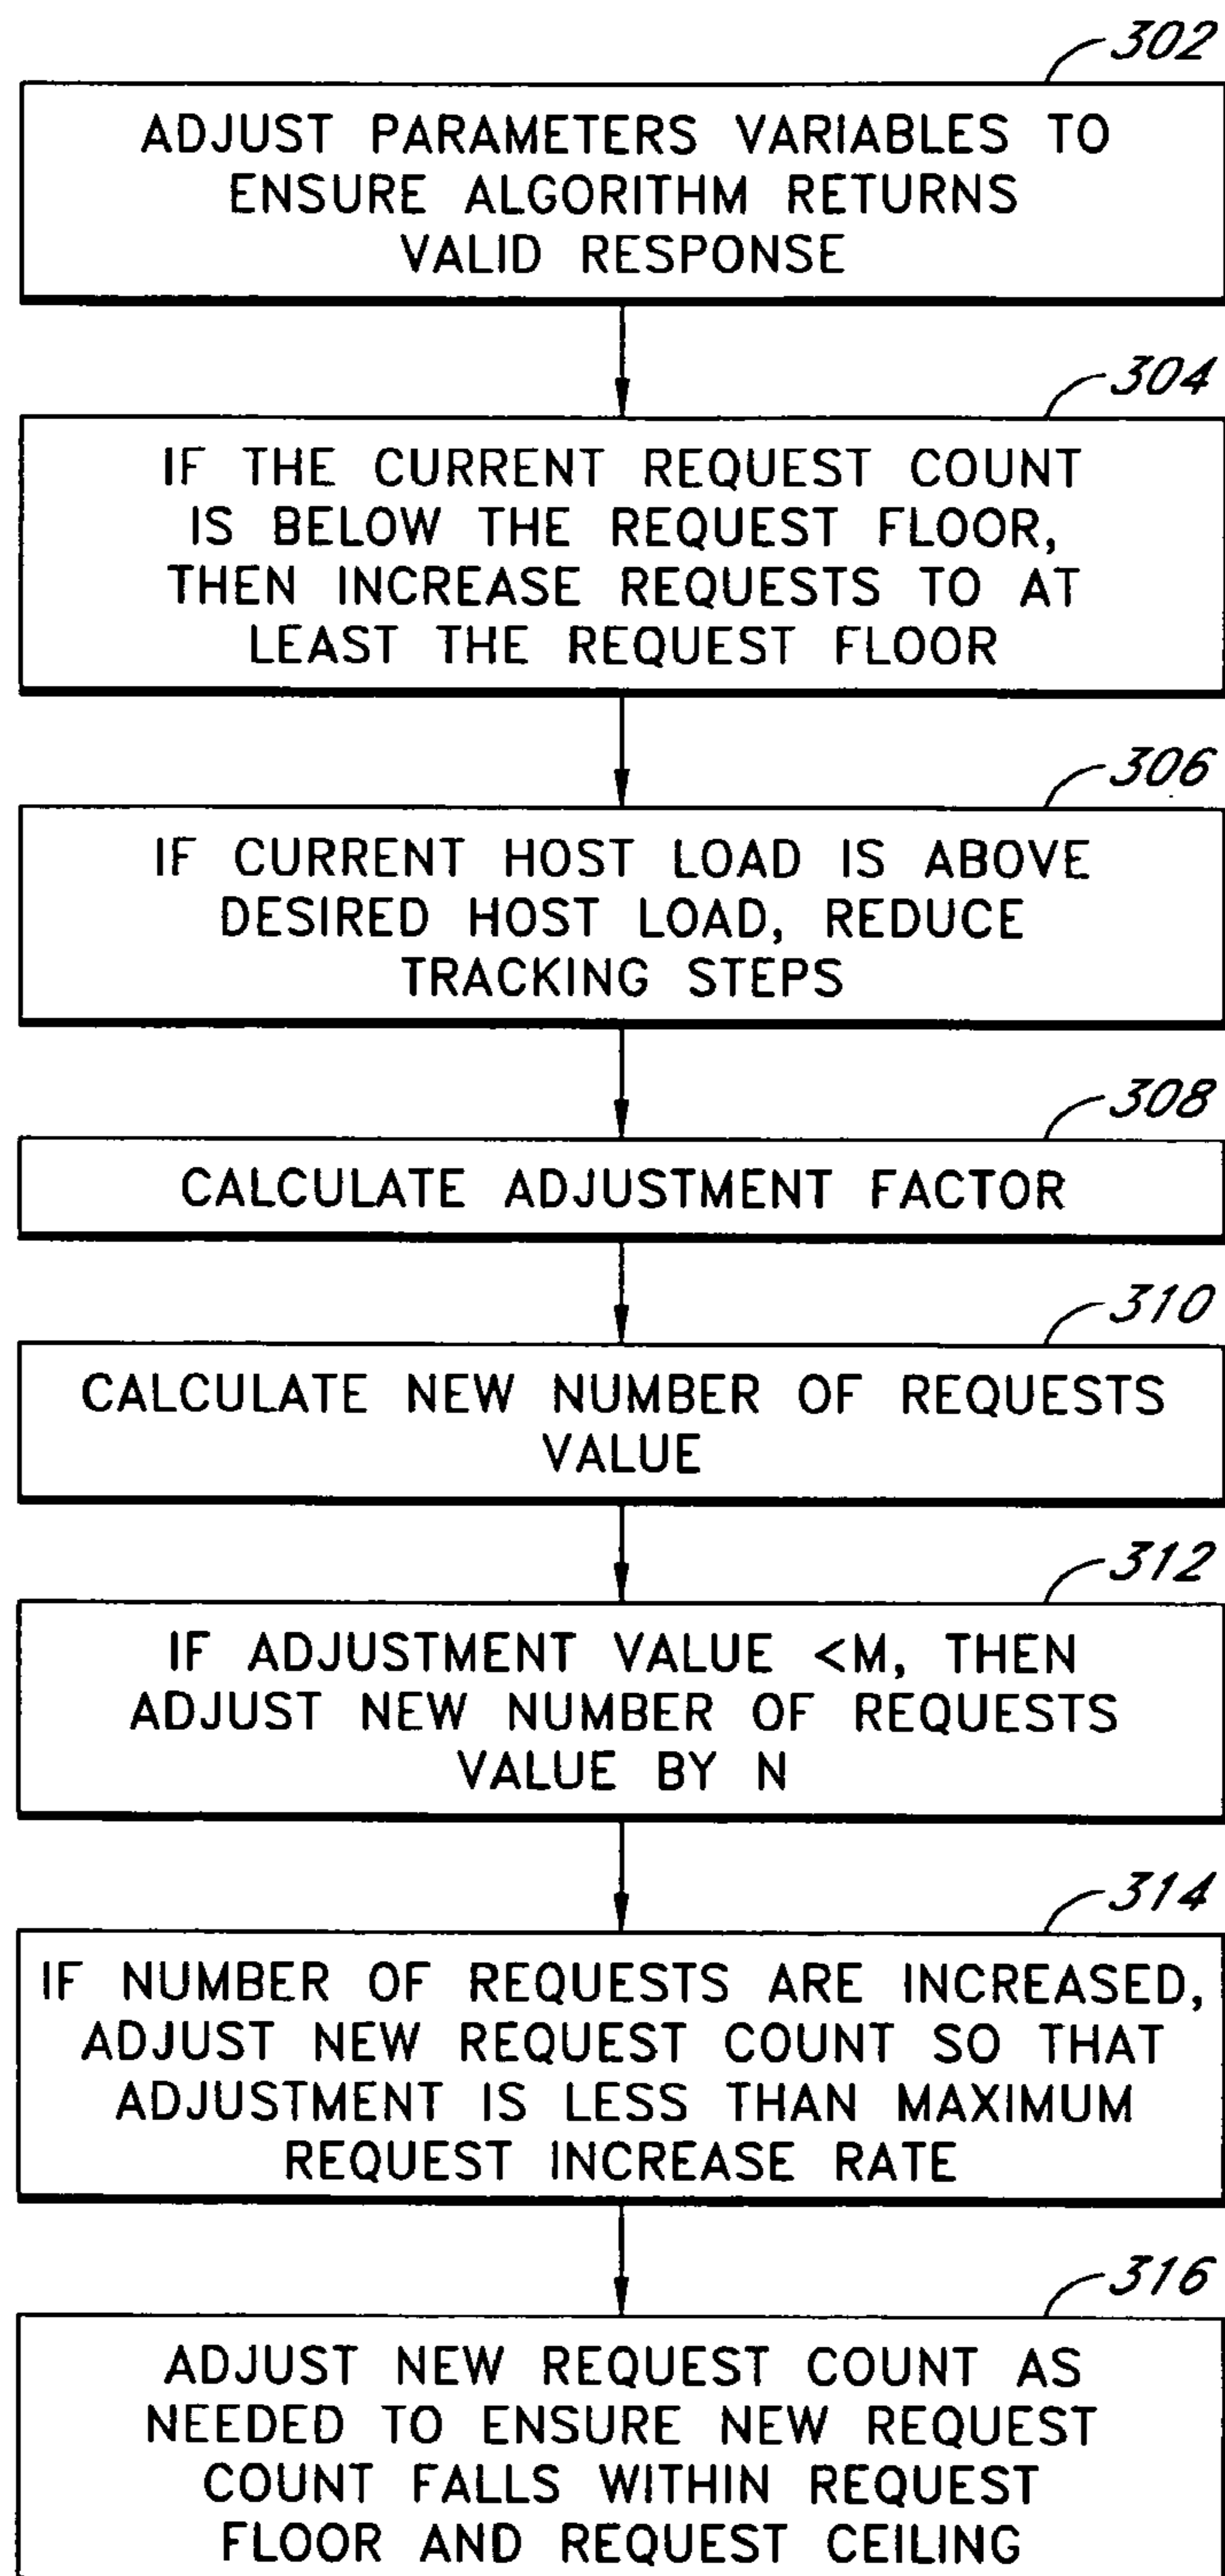 302
ADJUST PARAMETERS VARIABLES TO
ENSURE ALGORITHM RETURNS
VALID RESPONSE
304
IF THE CURRENT REQUEST COUNT
IS BELOW THE REQUEST FLOOR,
THEN INCREASE REQUESTS TO AT
LEAST THE REQUEST FLOOR
306
IF CURRENT HOST LOAD IS ABOVE
DESIRED HOST LOAD, REDUCE
TRACKING STEPS
308
CALCULATE ADJUSTMENT FACTOR
310
CALCULATE NEW NUMBER OF REQUESTS
VALUE
312
IF ADJUSTMENT VALUE <M, THEN
ADJUST NEW NUMBER OF REQUESTS
VALUE BY N
314
IF NUMBER OF REQUESTS ARE INCREASED,
ADJUST NEW REQUEST COUNT SO THAT
ADJUSTMENT IS LESS THAN MAXIMUM
REQUEST INCREASE RATE
316
ADJUST NEW REQUEST COUNT AS
NEEDED TO ENSURE NEW REQUEST
COUNT FALLS WITHIN REQUEST
FLOOR AND REQUEST CEILING